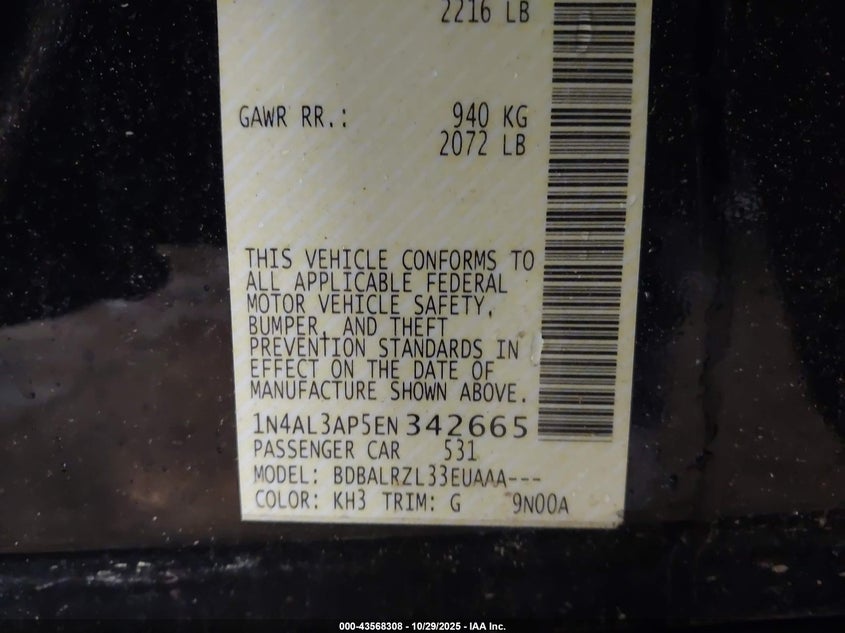 2216 LB
GAWR RR.: 940 KG
2072 LB
THIS VEHICLE CONFORMS TO
ALL APPLICABLE FEDERAL
MOTOR VEHICLE SAFETY,
BUMPER, AND THEFT
PREVENTION STANDARDS IN
EFFECT ON THE DATE OF
MANUFACTURE SHOWN ABOVE.
1N4AL3AP5EN342665
PASSENGER CAR 531
MODEL: BDBALRZL33EUAAA---
COLOR: KH3 TRIM: G 9N00A
000-43568308 - 10/29/2025 - IAA Inc.